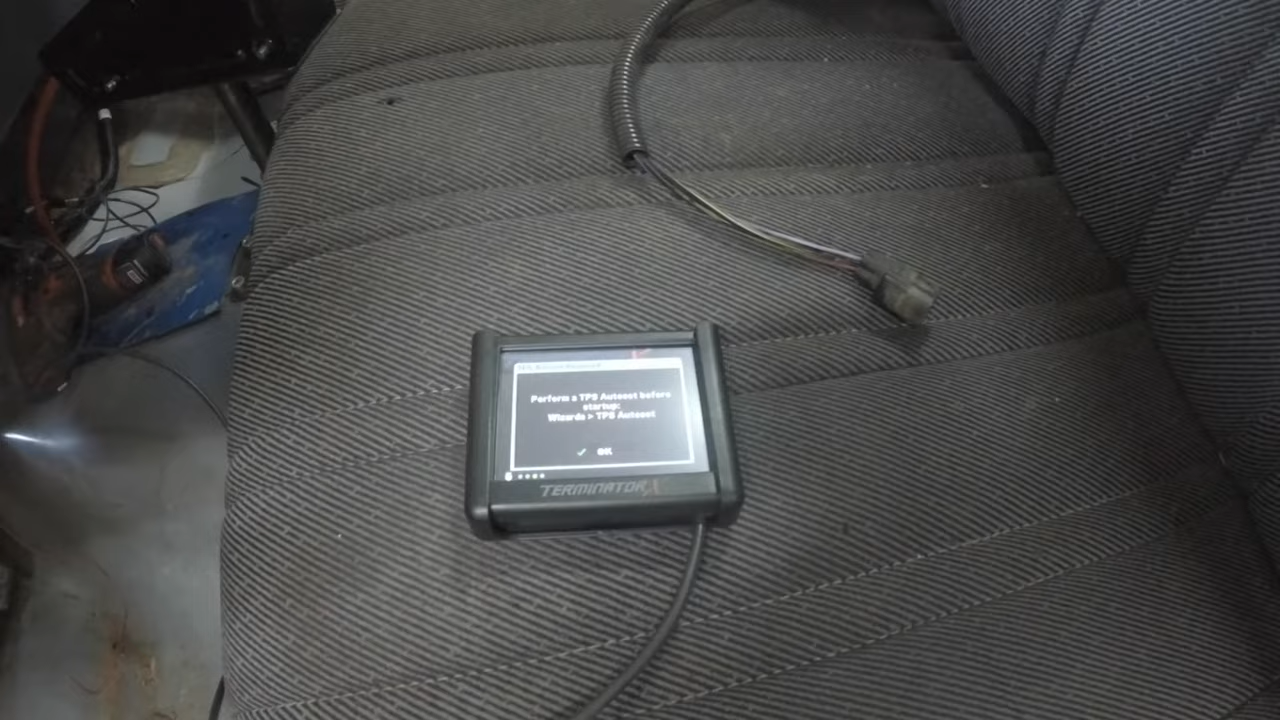 Perform a TPS Autoset before
startup:
Wizards > TPS Autoset
OK
TERMINATOR X